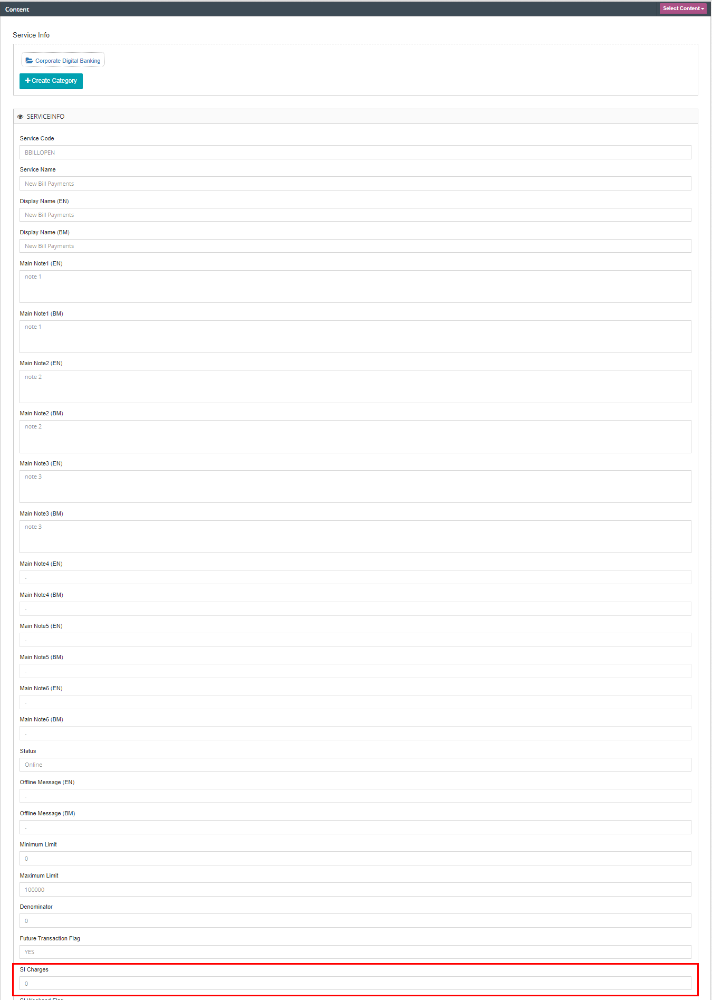 Content
Select Content
Service Info
Corporate Digital Banking
Create Category
SERVICEINFO
Service Code
BBILLOPEN
Service Name
New Bill Payments
Display Name (EN)
New Bill Payments
Display Name (BM)
New Bill Payments
Main Note1 (EN)
note 1
Main Note1 (BM)
note 1
Main Note2 (EN)
note 2
Main Note2 (BM)
note 2
Main Note3 (EN)
note 3
Main Note3 (BM)
note 3
Main Note4 (EN)
-
Main Note4 (BM)
-
Main Note5 (EN)
-
Main Note5 (BM)
-
Main Note6 (EN)
-
Main Note6 (BM)
-
Status
Online
Offline Message (EN)
-
Offline Message (BM)
-
Minimum Limit
0
Maximum Limit
100000
Denominator
0
Future Transaction Flag
YES
SI Charges
0
SI Weekend Flag